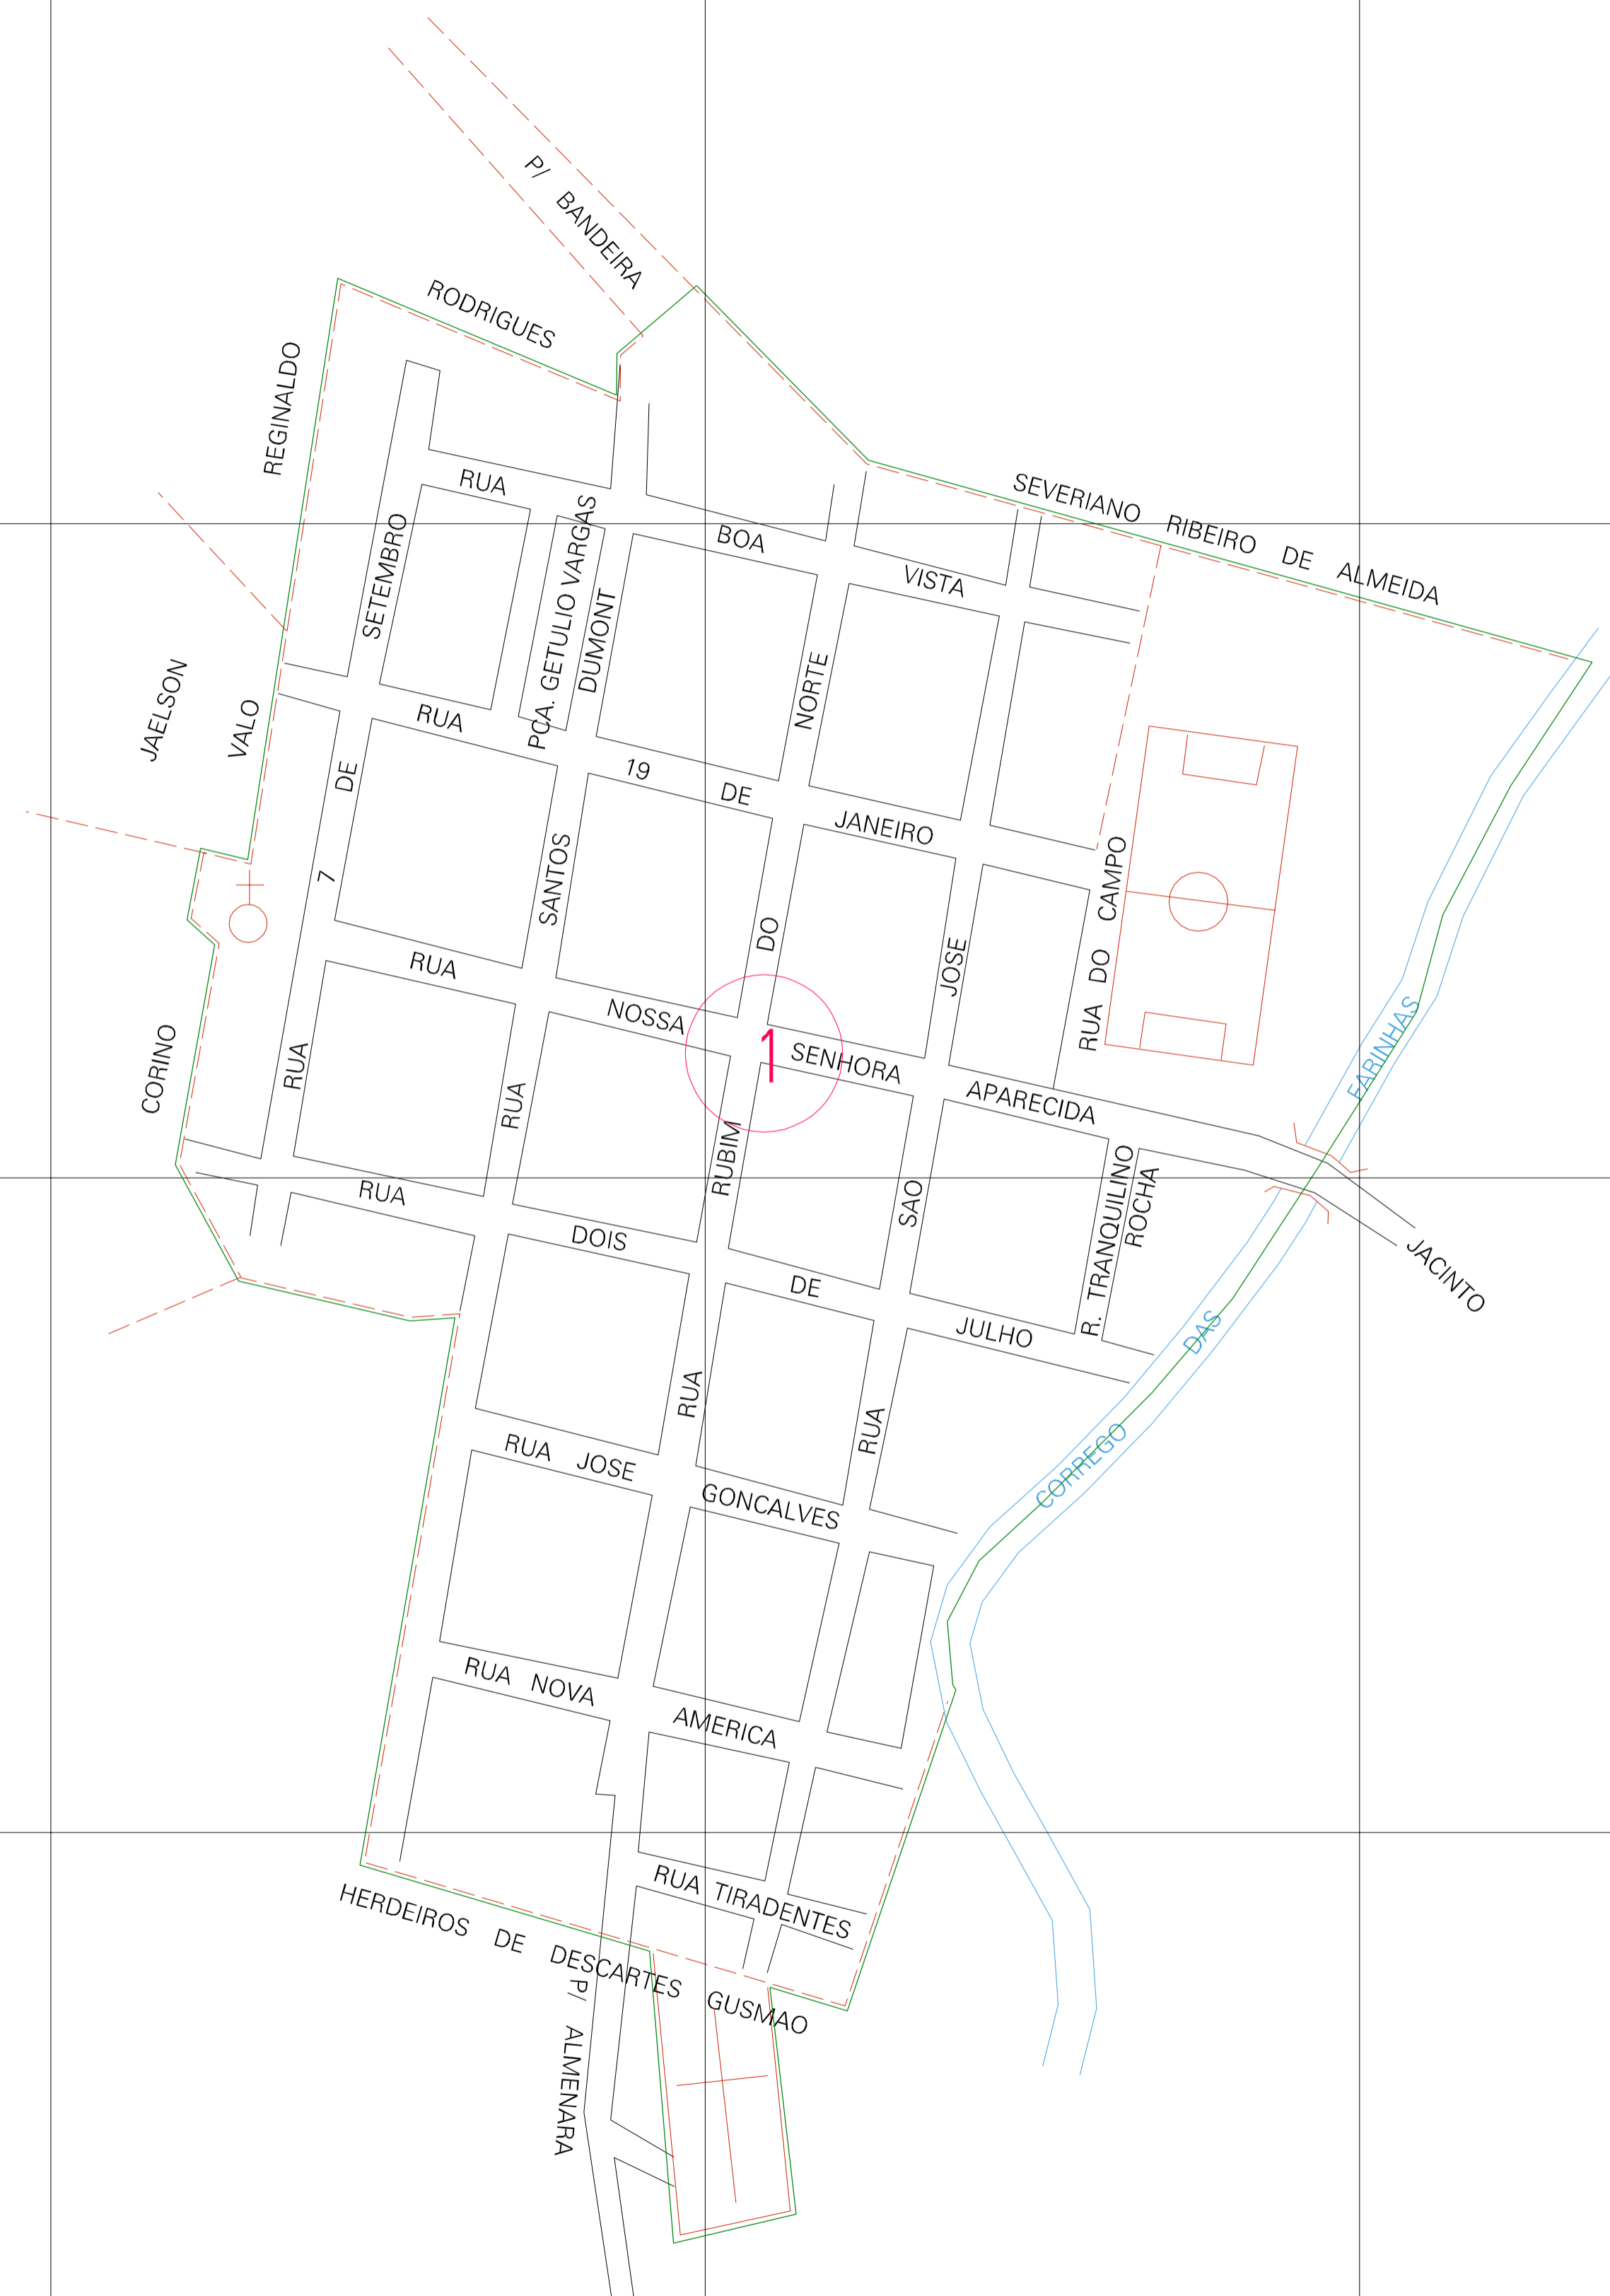 P/ BANDEIRA
RODRIGUES
REGINALDO
SEVERIANO RIBEIRO DE ALMEIDA
RUA BOA VISTA
RUA 7 DE SETEMBRO
PCA. GETULIO VARGAS
RUA SANTOS DUMONT
JAELSON
VALO
RUA 19 DE JANEIRO
RUA RUBIM DO NORTE
RUA SAO JOSE
RUA DO CAMPO
RUA NOSSA SENHORA APARECIDA
1
CORINO
CORREGO DAS FARINHAS
R. TRANQUILINO ROCHA
JACINTO
RUA DOIS DE JULHO
RUA JOSE GONCALVES
RUA NOVA AMERICA
RUA TIRADENTES
HERDEIROS DE DESCARTES GUSMAO
P/ ALMENARA